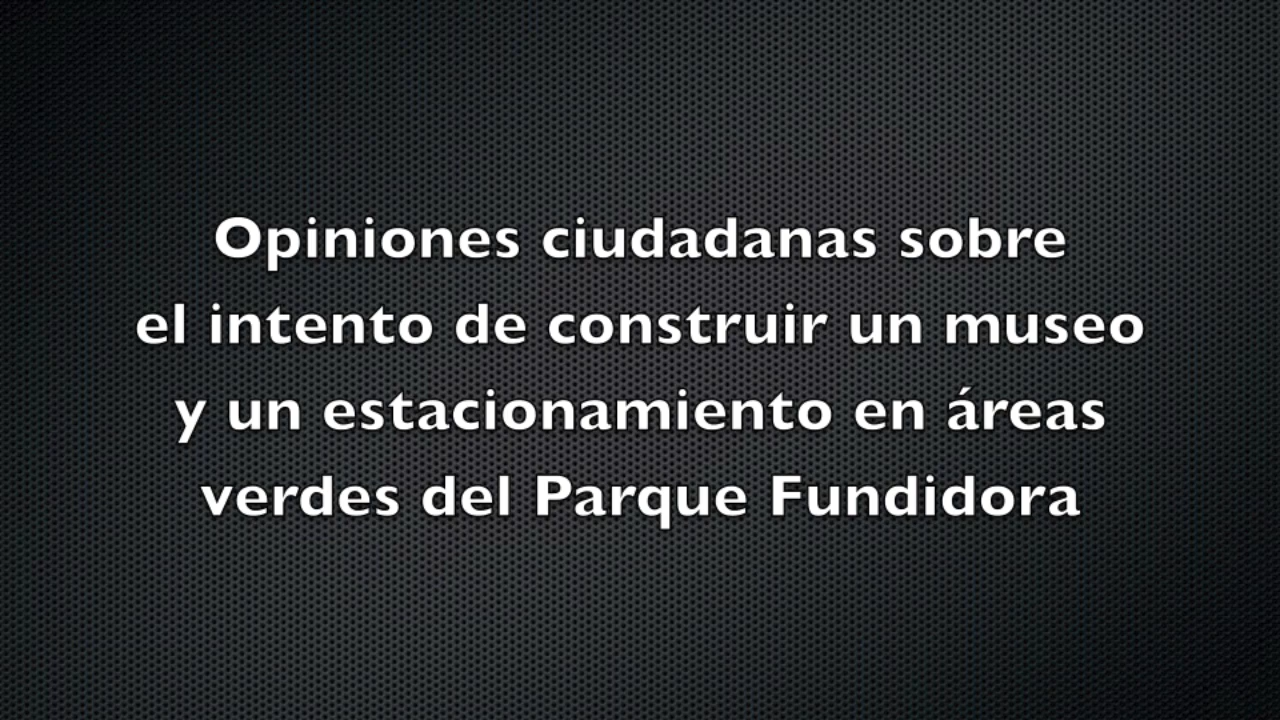 Opiniones ciudadanas sobre
el intento de construir un museo
y un estacionamiento en áreas
verdes del Parque Fundidora